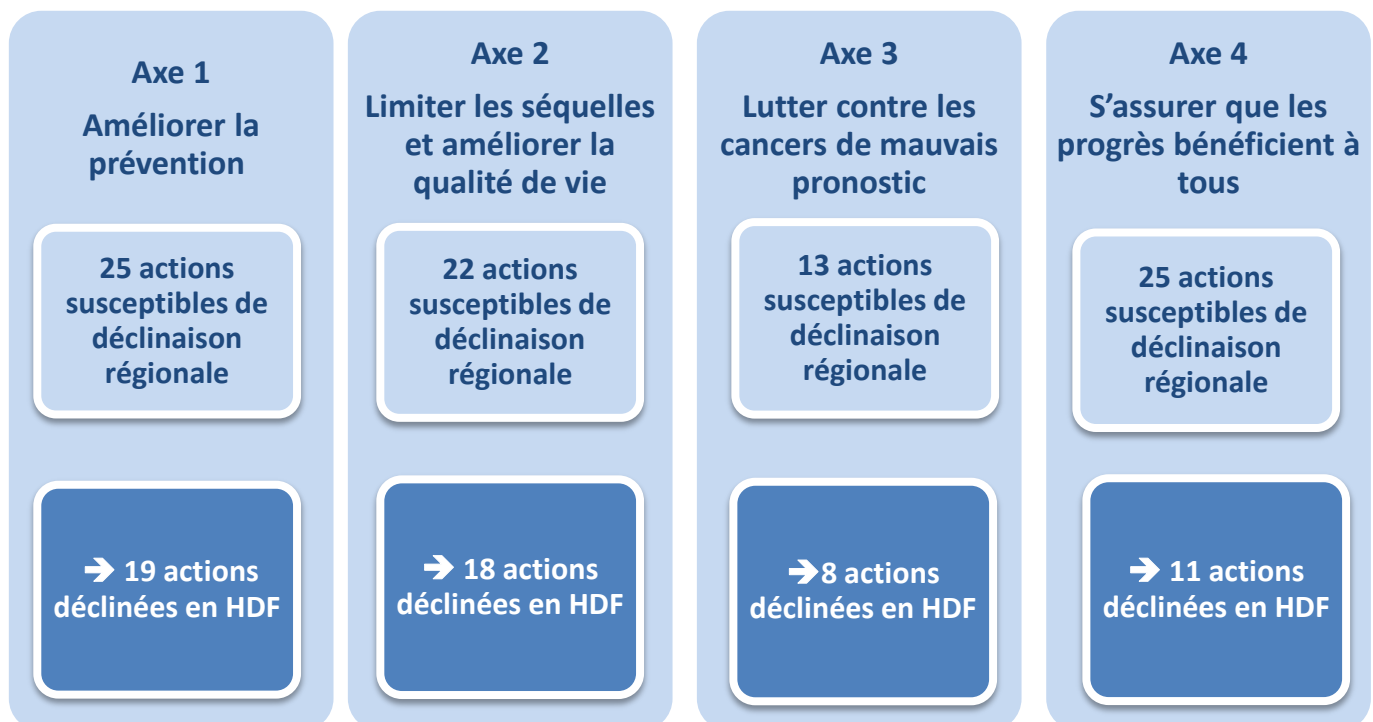 Axe 1
Améliorer la
prévention
25 actions
susceptibles de
déclinaison
régionale
➔ 19 actions
déclinées en HDF
Axe 2
Limiter les séquelles
et améliorer la
qualité de vie
22 actions
susceptibles de
déclinaison
régionale
➔ 18 actions
déclinées en HDF
Axe 3
Lutter contre les
cancers de mauvais
pronostic
13 actions
susceptibles de
déclinaison
régionale
➔8 actions
déclinées en HDF
Axe 4
S’assurer que les
progrès bénéficient à
tous
25 actions
susceptibles de
déclinaison
régionale
➔ 11 actions
déclinées en HDF